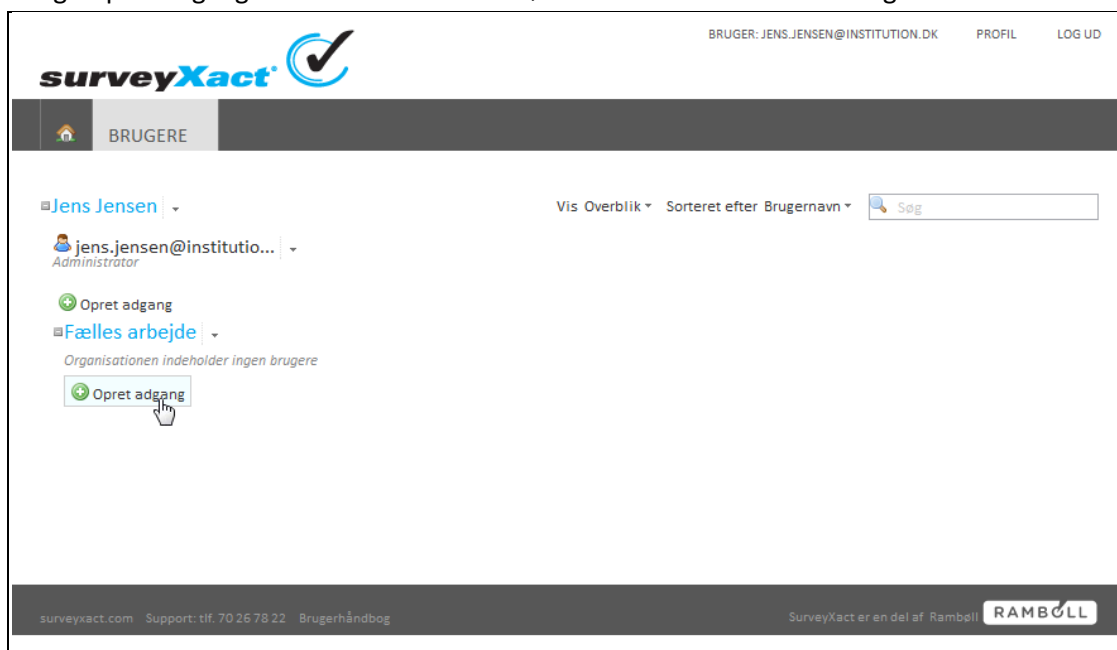 BRUGER: JENS.JENSEN@INSTITUTION.DK PROFIL LOG UD
surveyXact
BRUGERE
Jens Jensen Vis Overblik Sorteret efter Brugernavn Søg
jens.jensen@institutio...
Administrator
Opret adgang
Fælles arbejde
Organisationen indeholder ingen brugere
Opret adgang
surveyxact.com Support: tlf. 70 26 78 22 Brugerhåndbog SurveyXact er en del af Rambøll RAMBOLL